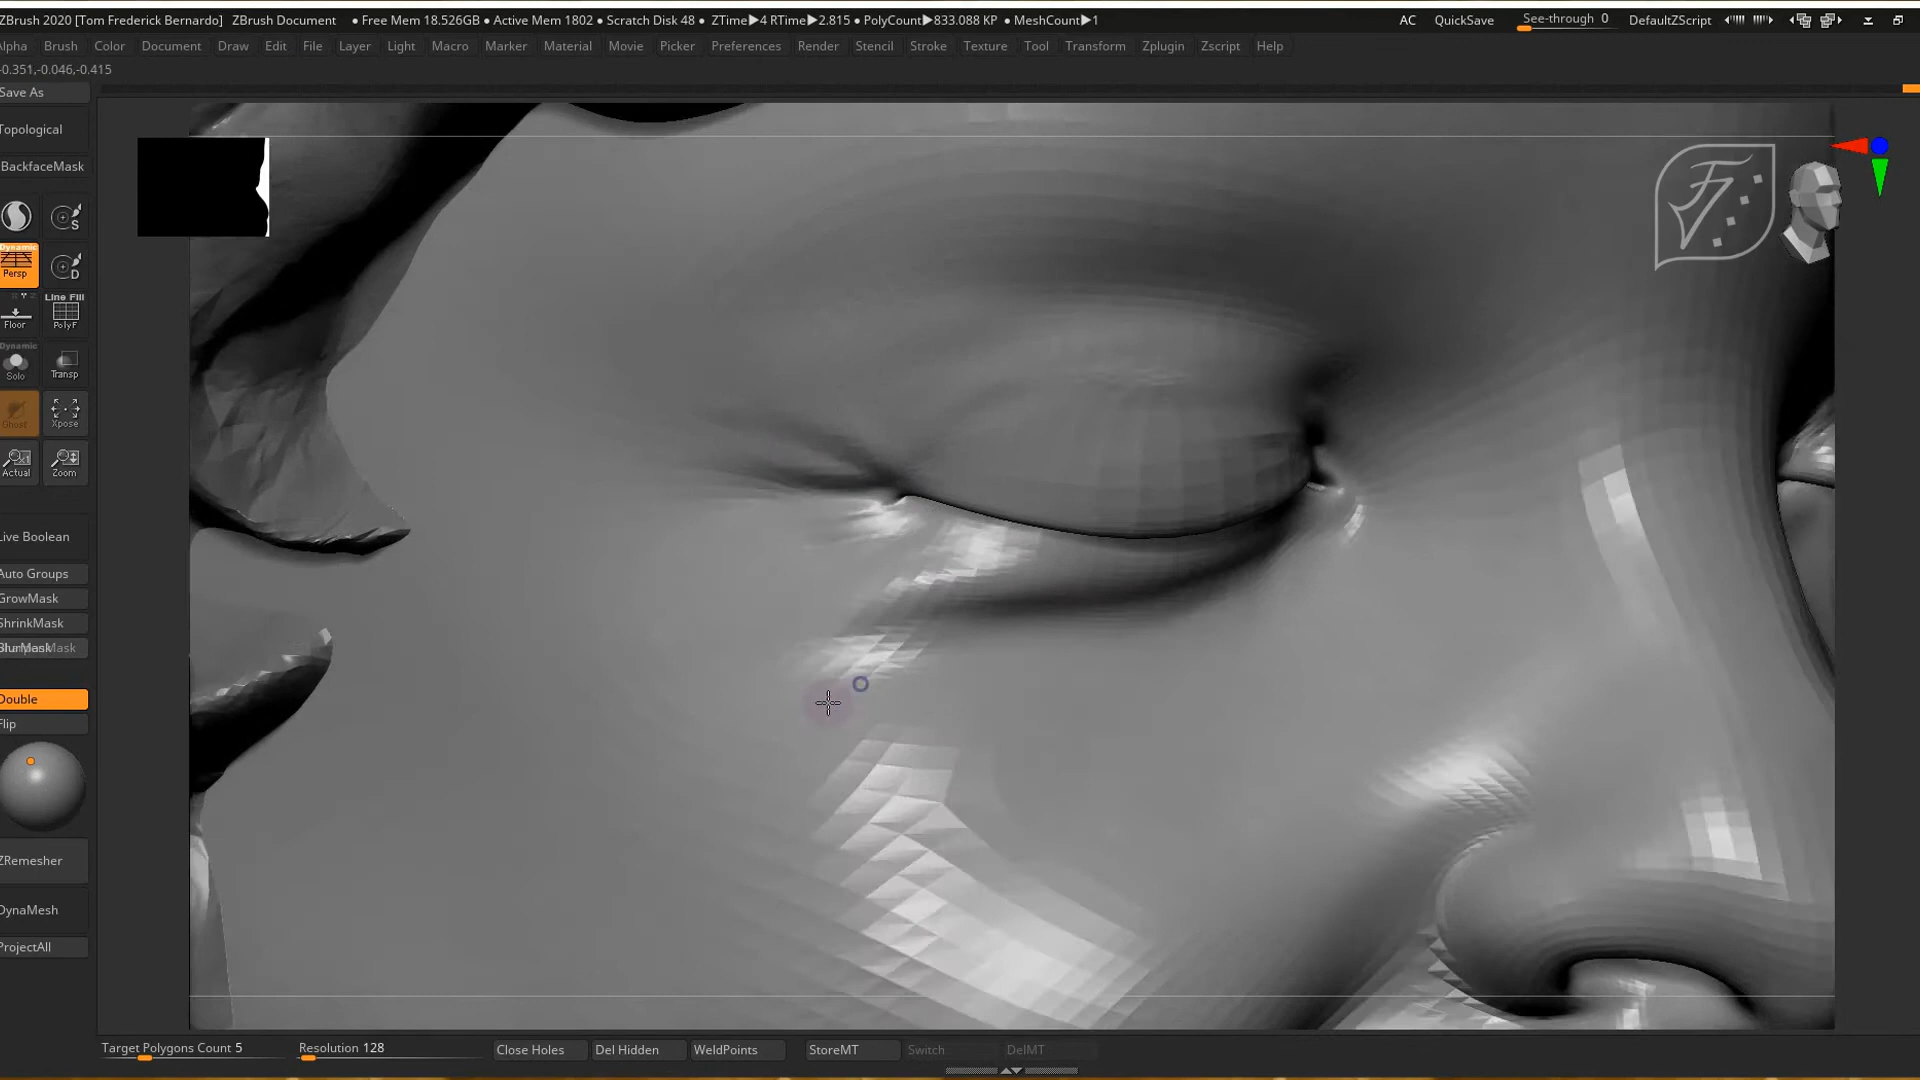 ZBrush 2020 [Tom Frederick Bernardo] ZBrush Document ● Free Mem 18.526GB ● Active Mem 1802 ● Scratch Disk 48 ● ZTime▶4 RTime▶2.815 ● PolyCount▶833.088 KP ● MeshCount▶1 AC QuickSave See-through 0 DefaultZScript
Alpha Brush Color Document Draw Edit File Layer Light Macro Marker Material Movie Picker Preferences Render Stencil Stroke Texture Tool Transform Zplugin Zscript Help
-0.351,-0.046,-0.415
Save As
Topological
BackfaceMask
S
Dynamic
Persp
D
Line Fill
Floor
PolyF
Dynamic
Solo
Transp
Ghost
Xpose
Actual
Zoom
Live Boolean
Auto Groups
GrowMask
ShrinkMask
Double
Flip
ZRemesher
DynaMesh
ProjectAll
Target Polygons Count 5 Resolution 128 Close Holes Del Hidden WeldPoints StoreMT Switch DelMT